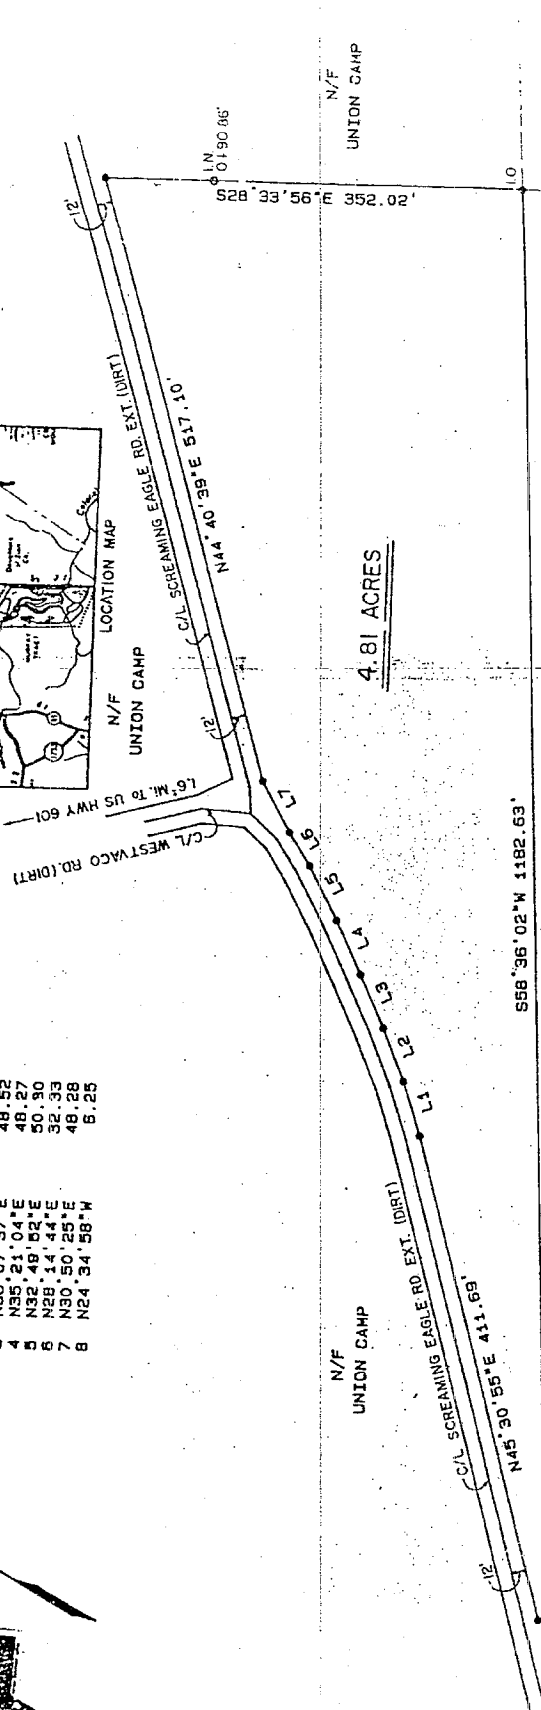 N/F
UNION CAMP
12'
S28°33'56"E 352.02'
C/L SCREAMING EAGLE RD. EXT. (DIRT)
N44°40'39"E 517.10'
LOCATION MAP
N/F
UNION CAMP
4.81 ACRES
12'
1.6± Mi. To US HWY 601
C/L WESTVACO RD.(DIRT)
L7
L6
L5
L4
L3
L2
L1
S58°36'02"W 1182.63'
48.52
4 N35°21'04"E 48.27
5 N32°49'52"E 50.90
6 N28°14'44"E 32.33
7 N30°50'25"E 48.28
8 N24°34'58"W 6.25
N/F
UNION CAMP
C/L SCREAMING EAGLE RD. EXT. (DIRT)
N45°30'55"E 411.69'
12'